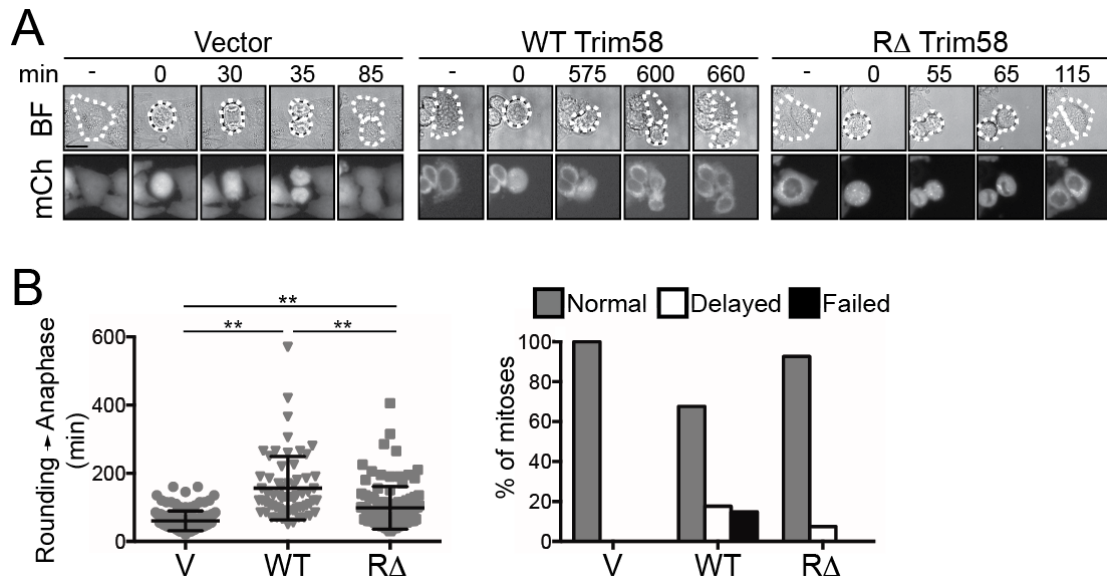 A
Vector
WT Trim58
RΔ Trim58
min - 0 30 35 85 - 0 575 600 660 - 0 55 65 115
BF
mCh
B
** 
** **
Rounding → Anaphase
(min)
600
400
200
0
V WT RΔ
Normal Delayed Failed
% of mitoses
100
80
60
40
20
0
V WT RΔ